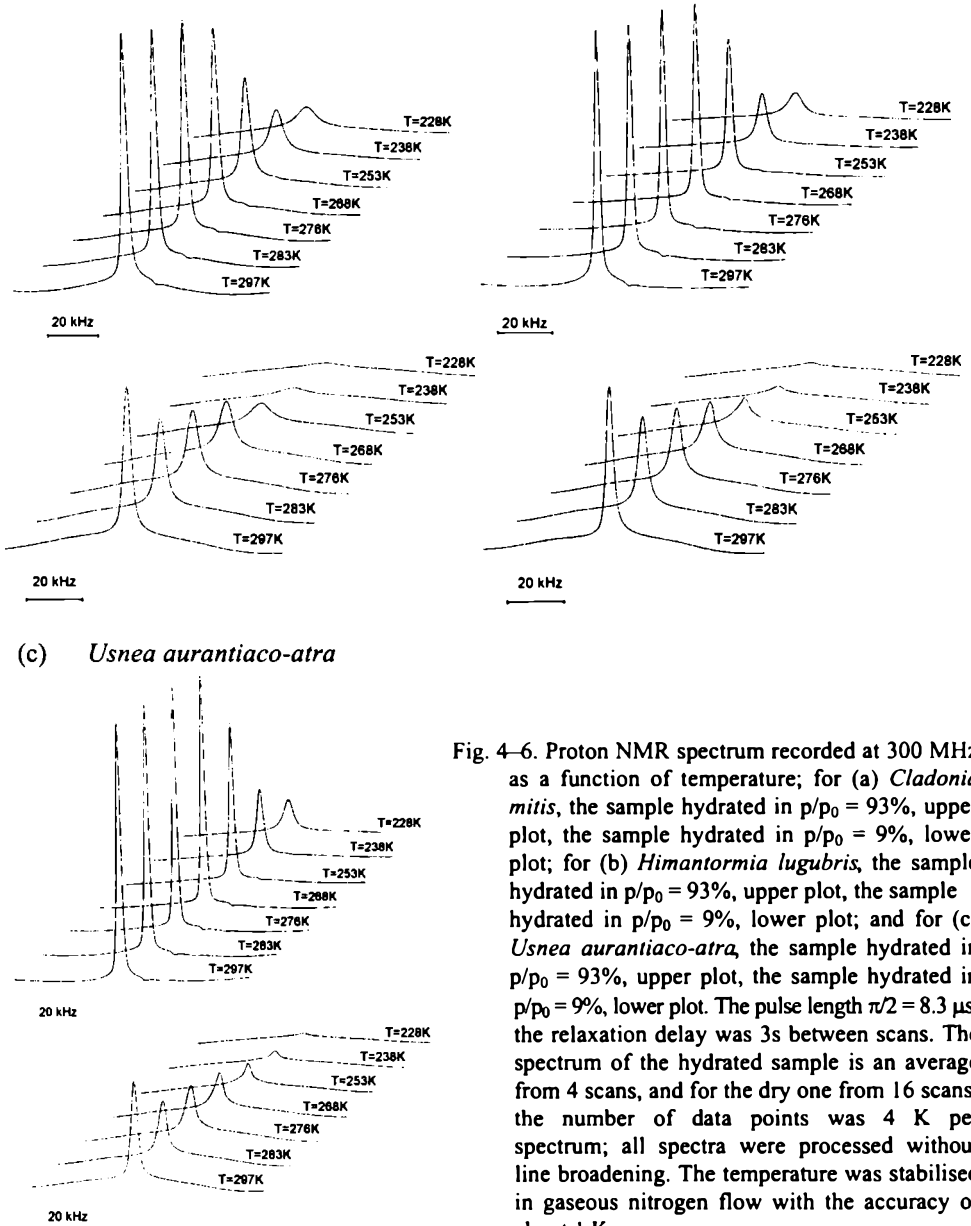 T=228K
T=238K
T=253K
T=268K
T=276K
T=283K
T=297K
20 kHz
T=228K
T=238K
T=253K
T=268K
T=276K
T=283K
T=297K
20 kHz
T=228K
T=238K
T=253K
T=268K
T=276K
T=283K
T=297K
20 kHz
T=228K
T=238K
T=253K
T=268K
T=276K
T=283K
T=297K
20 kHz
(c) Usnea aurantiaco-atra
T=228K
T=238K
T=253K
T=268K
T=276K
T=283K
T=297K
20 kHz
T=228K
T=238K
T=253K
T=268K
T=276K
T=283K
T=297K
20 kHz
Fig. 4–6. Proton NMR spectrum recorded at 300 MHz
as a function of temperature; for (a) Cladonia
mitis, the sample hydrated in p/p₀ = 93%, upper
plot, the sample hydrated in p/p₀ = 9%, lower
plot; for (b) Himantormia lugubris, the sample
hydrated in p/p₀ = 93%, upper plot, the sample
hydrated in p/p₀ = 9%, lower plot; and for (c
Usnea aurantiaco-atra, the sample hydrated in
p/p₀ = 93%, upper plot, the sample hydrated in
p/p₀ = 9%, lower plot. The pulse length π/2 = 8.3 μs
the relaxation delay was 3s between scans. The
spectrum of the hydrated sample is an average
from 4 scans, and for the dry one from 16 scans
the number of data points was 4 K per
spectrum; all spectra were processed without
line broadening. The temperature was stabilised
in gaseous nitrogen flow with the accuracy of